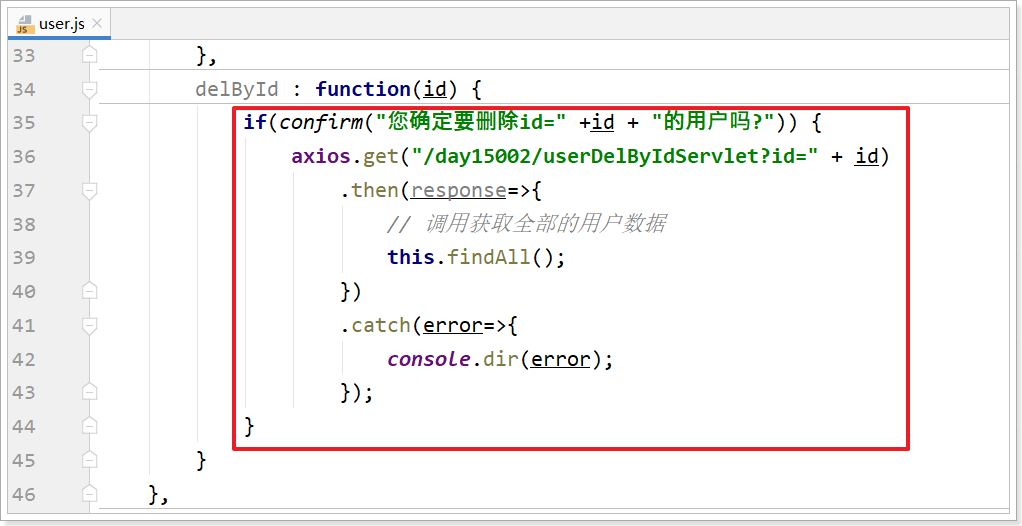 JS user.js
33 },
34 delById : function(id) {
35 if(confirm("您确定要删除id=" +id + "的用户吗?")) {
36 axios.get("/day15002/userDelByIdServlet?id=" + id)
37 .then(response=>{
38 // 调用获取全部的用户数据
39 this.findAll();
40 })
41 .catch(error=>{
42 console.dir(error);
43 });
44 }
45 }
46 },